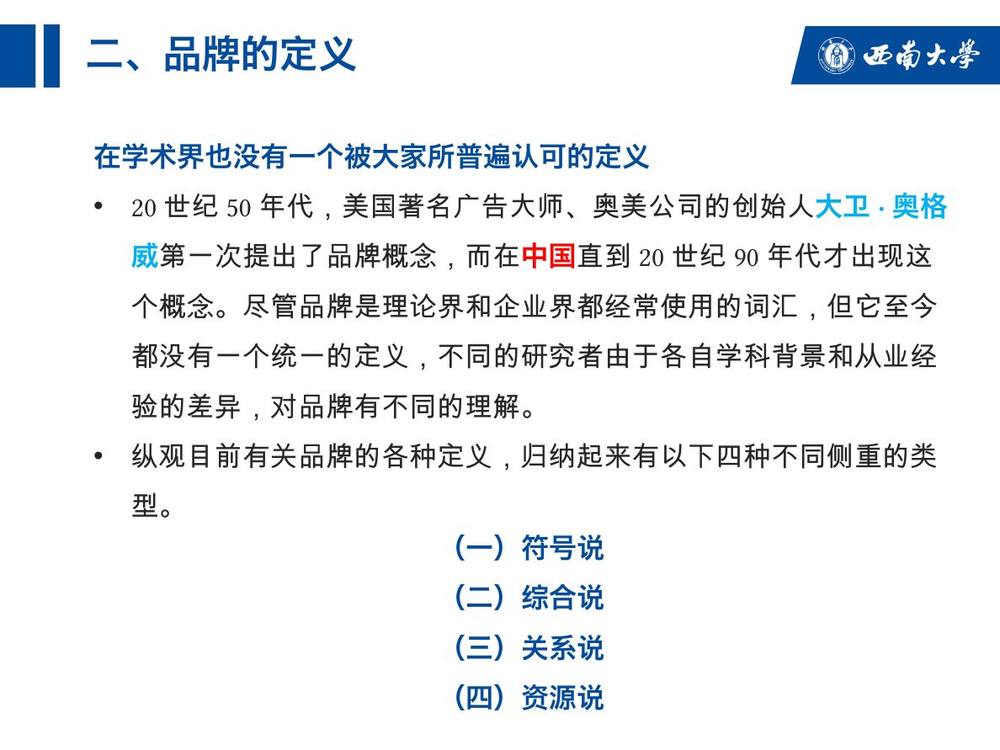 二、品牌的定义
西南大学
在学术界也没有一个被大家所普遍认可的定义
• 20 世纪 50 年代，美国著名广告大师、奥美公司的创始人大卫 · 奥格
威第一次提出了品牌概念，而在中国直到 20 世纪 90 年代才出现这
个概念。尽管品牌是理论界和企业界都经常使用的词汇，但它至今
都没有一个统一的定义，不同的研究者由于各自学科背景和从业经
验的差异，对品牌有不同的理解。
• 纵观目前有关品牌的各种定义，归纳起来有以下四种不同侧重的类
型。
（一）符号说
（二）综合说
（三）关系说
（四）资源说